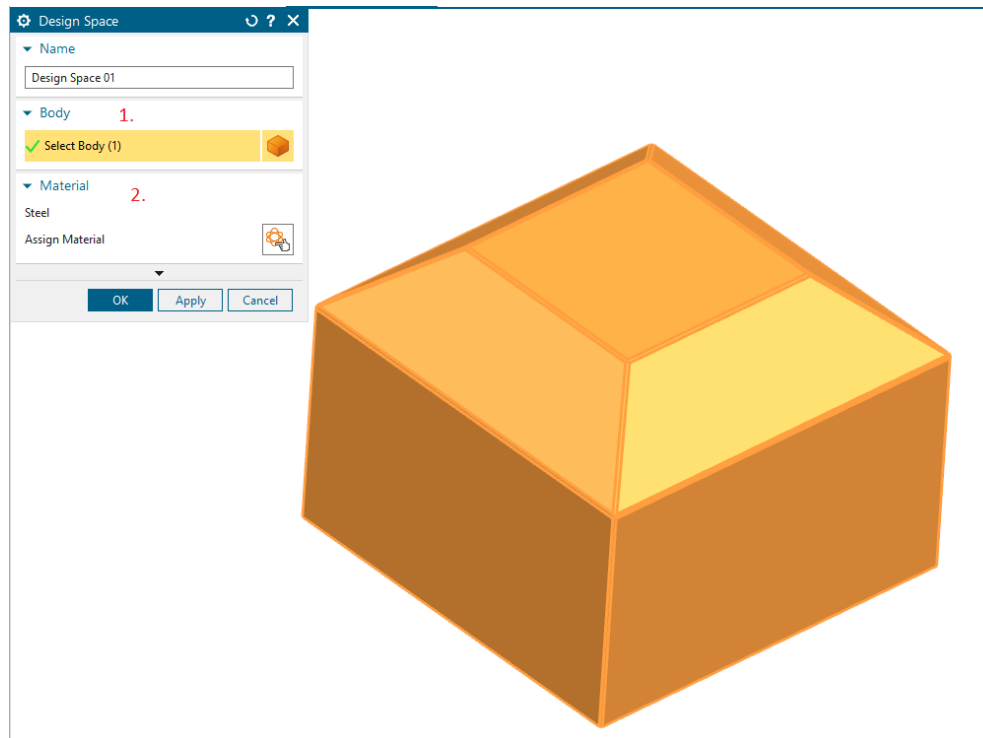 Design Space
Name
Design Space 01
Body 1.
Select Body (1)
Material 2.
Steel
Assign Material
OK Apply Cancel